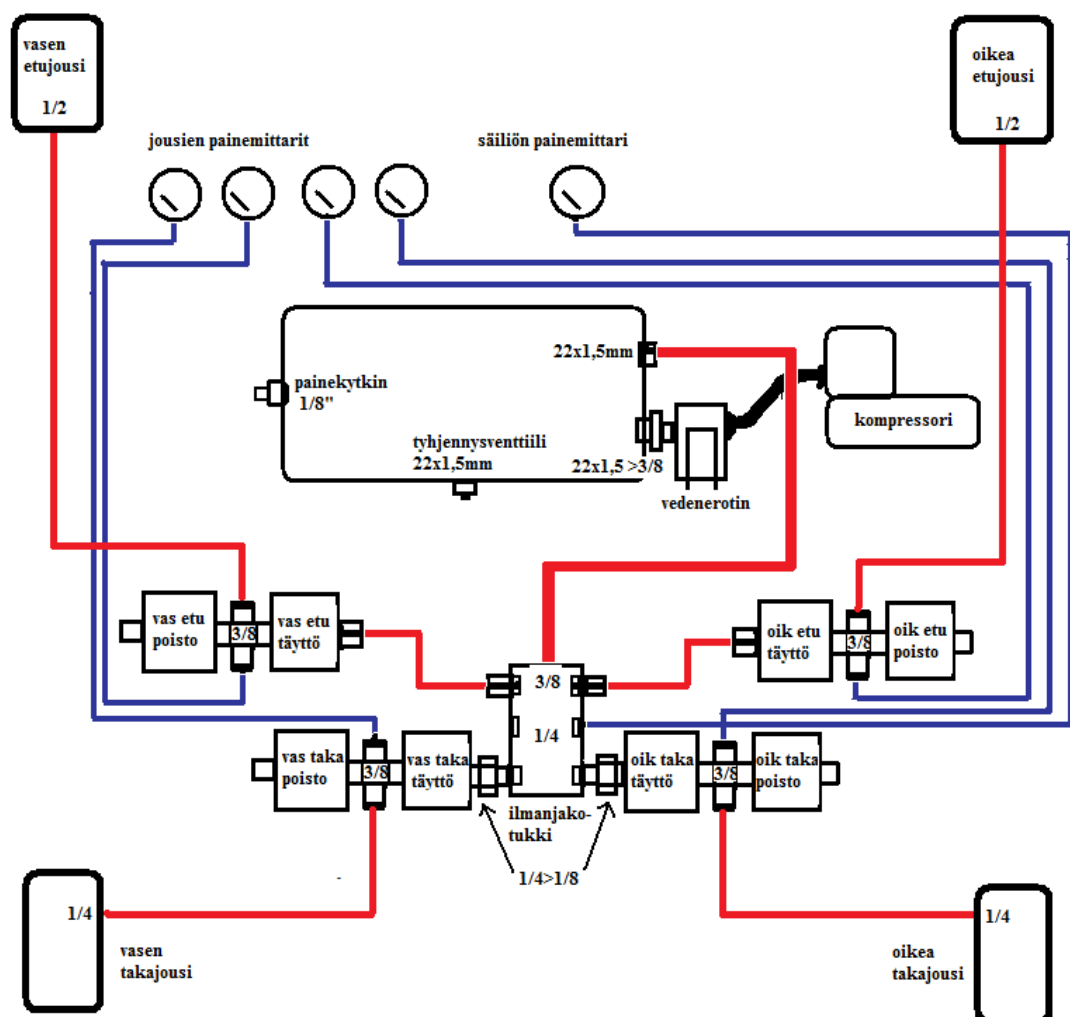 vasen
etujousi
1/2
oikea
etujousi
1/2
jousien painemittarit
säiliön painemittari
22x1,5mm
painekytkin
1/8"
kompressori
tyhjennysventtiili
22x1,5mm
22x1,5 >3/8
vedenerotin
vas etu
poisto
3/8
vas etu
täyttö
oik etu
täyttö
3/8
oik etu
poisto
3/8
1/4
vas taka
poisto
3/8
vas taka
täyttö
oik taka
täyttö
3/8
oik taka
poisto
ilmanjako-
tukki
1/4>1/8
1/4
vasen
takajousi
1/4
oikea
takajousi